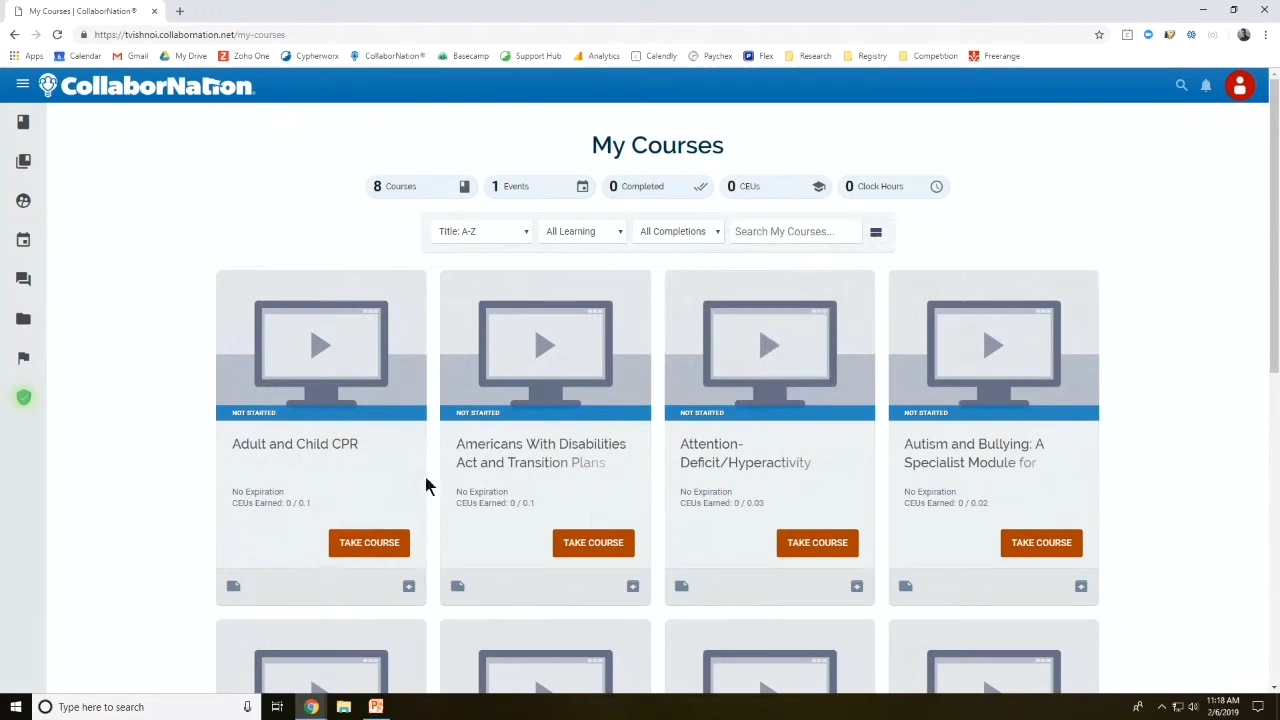 My Courses | CollaborNation®
https://tvishnoi.collabornation.net/my-courses
Apps Calendar Gmail My Drive Zoho One Cypherworx CollaborNation® Basecamp Support Hub Analytics Calendly Paychex Flex Research Registry Competition Freerange
CollaborNation®
My Courses
8 Courses 1 Events 0 Completed 0 CEUs 0 Clock Hours
Title: A-Z All Learning All Completions Search My Courses...
NOT STARTED NOT STARTED NOT STARTED NOT STARTED
Adult and Child CPR
Americans With Disabilities
Act and Transition Plans
Attention-
Deficit/Hyperactivity
Autism and Bullying: A
Specialist Module for
No Expiration No Expiration No Expiration No Expiration
CEUs Earned: 0 / 0.1 CEUs Earned: 0 / 0.1 CEUs Earned: 0 / 0.03 CEUs Earned: 0 / 0.02
TAKE COURSE TAKE COURSE TAKE COURSE TAKE COURSE
Type here to search
11:18 AM
2/6/2019